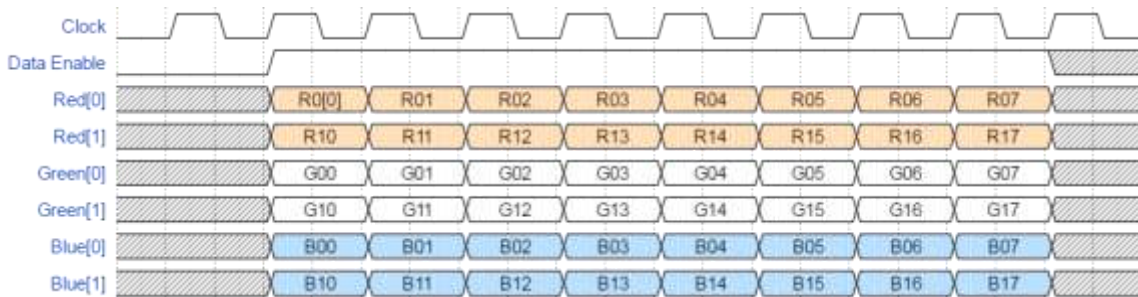 Clock
Data Enable
Red[0] R0[0] R01 R02 R03 R04 R05 R06 R07
Red[1] R10 R11 R12 R13 R14 R15 R16 R17
Green[0] G00 G01 G02 G03 G04 G05 G06 G07
Green[1] G10 G11 G12 G13 G14 G15 G16 G17
Blue[0] B00 B01 B02 B03 B04 B05 B06 B07
Blue[1] B10 B11 B12 B13 B14 B15 B16 B17